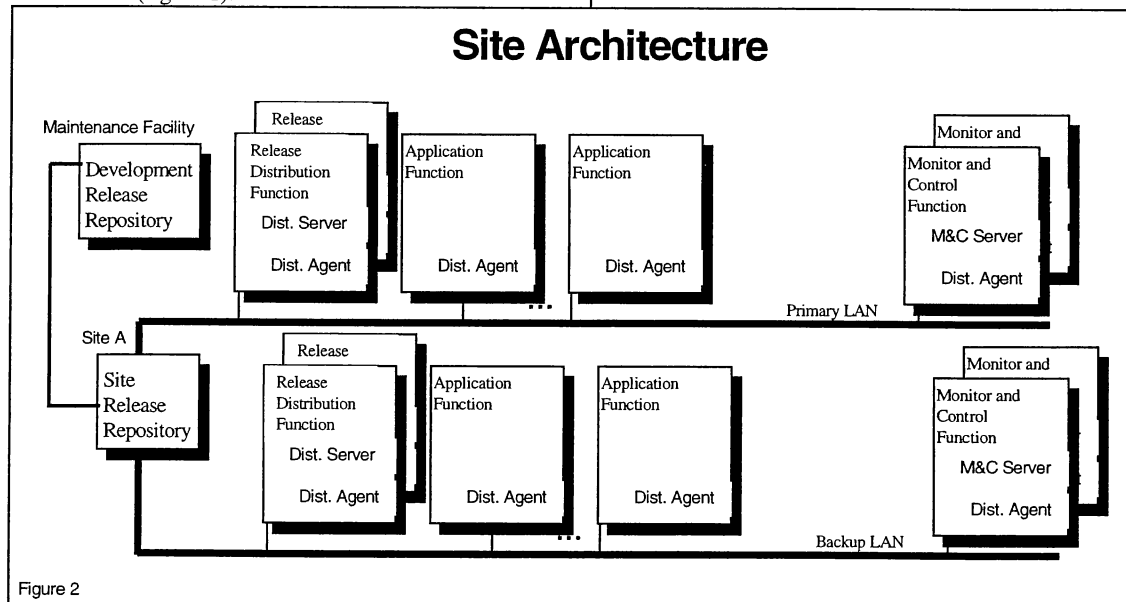 Site Architecture
Maintenance Facility
Development
Release
Repository
Release
Release
Distribution
Function
Dist. Server
Dist. Agent
Application
Function
Dist. Agent
...
Application
Function
Dist. Agent
Monitor and
Monitor and
Control
Function
M&C Server
Dist. Agent
Primary LAN
Site A
Site
Release
Repository
Release
Release
Distribution
Function
Dist. Server
Dist. Agent
Application
Function
Dist. Agent
...
Application
Function
Dist. Agent
Monitor and
Monitor and
Control
Function
M&C Server
Dist. Agent
Backup LAN
Figure 2